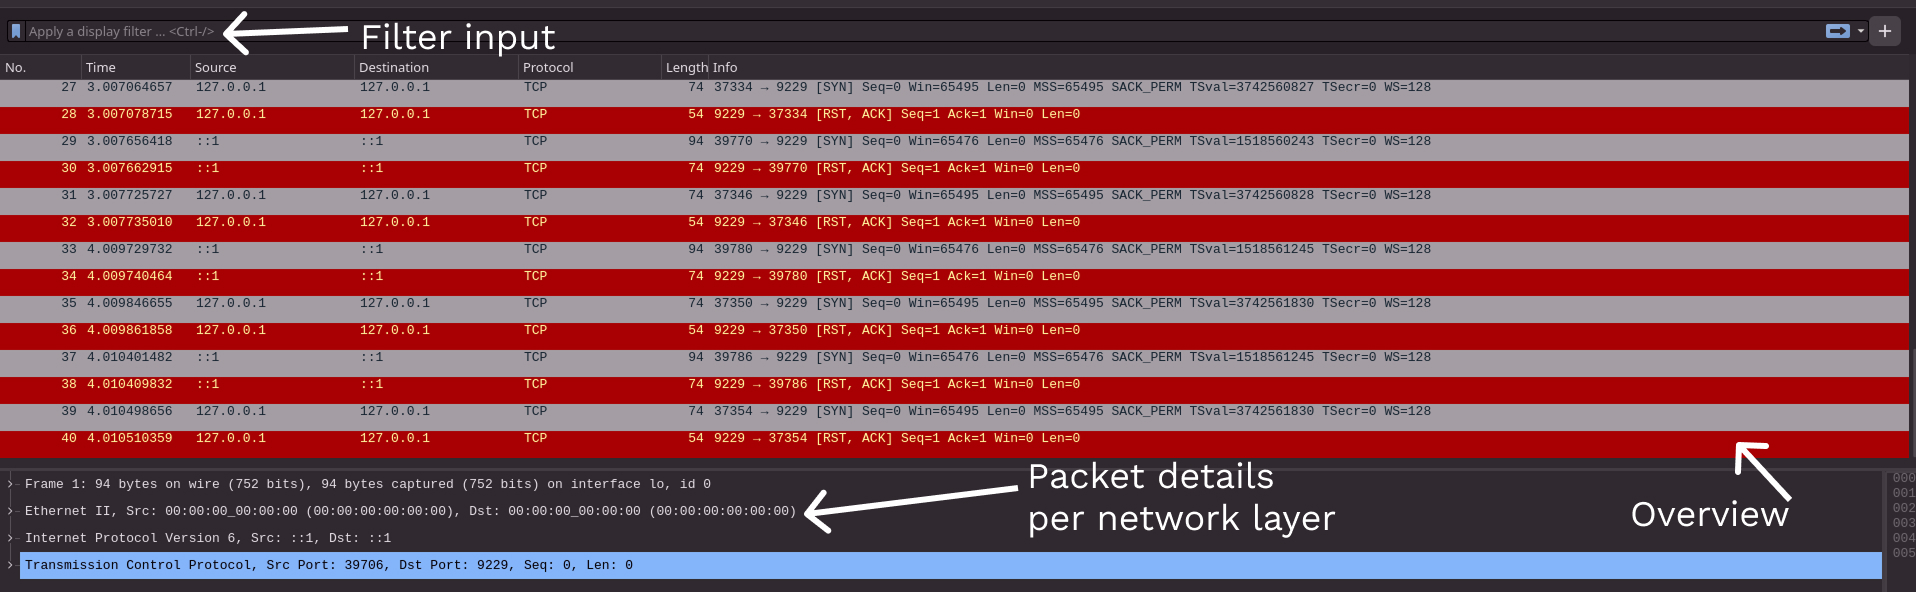 Apply a display filter ... <Ctrl-/>
Filter input
No. Time Source Destination Protocol Length Info
27 3.007064657 127.0.0.1 127.0.0.1 TCP 74 37334 → 9229 [SYN] Seq=0 Win=65495 Len=0 MSS=65495 SACK_PERM TSval=3742560827 TSecr=0 WS=128
28 3.007078715 127.0.0.1 127.0.0.1 TCP 54 9229 → 37334 [RST, ACK] Seq=1 Ack=1 Win=0 Len=0
29 3.007656418 ::1 ::1 TCP 94 39770 → 9229 [SYN] Seq=0 Win=65476 Len=0 MSS=65476 SACK_PERM TSval=1518560243 TSecr=0 WS=128
30 3.007662915 ::1 ::1 TCP 74 9229 → 39770 [RST, ACK] Seq=1 Ack=1 Win=0 Len=0
31 3.007725727 127.0.0.1 127.0.0.1 TCP 74 37346 → 9229 [SYN] Seq=0 Win=65495 Len=0 MSS=65495 SACK_PERM TSval=3742560828 TSecr=0 WS=128
32 3.007735010 127.0.0.1 127.0.0.1 TCP 54 9229 → 37346 [RST, ACK] Seq=1 Ack=1 Win=0 Len=0
33 4.009729732 ::1 ::1 TCP 94 39780 → 9229 [SYN] Seq=0 Win=65476 Len=0 MSS=65476 SACK_PERM TSval=1518561245 TSecr=0 WS=128
34 4.009740464 ::1 ::1 TCP 74 9229 → 39780 [RST, ACK] Seq=1 Ack=1 Win=0 Len=0
35 4.009846655 127.0.0.1 127.0.0.1 TCP 74 37350 → 9229 [SYN] Seq=0 Win=65495 Len=0 MSS=65495 SACK_PERM TSval=3742561830 TSecr=0 WS=128
36 4.009861858 127.0.0.1 127.0.0.1 TCP 54 9229 → 37350 [RST, ACK] Seq=1 Ack=1 Win=0 Len=0
37 4.010401482 ::1 ::1 TCP 94 39786 → 9229 [SYN] Seq=0 Win=65476 Len=0 MSS=65476 SACK_PERM TSval=1518561245 TSecr=0 WS=128
38 4.010409832 ::1 ::1 TCP 74 9229 → 39786 [RST, ACK] Seq=1 Ack=1 Win=0 Len=0
39 4.010498656 127.0.0.1 127.0.0.1 TCP 74 37354 → 9229 [SYN] Seq=0 Win=65495 Len=0 MSS=65495 SACK_PERM TSval=3742561830 TSecr=0 WS=128
40 4.010510359 127.0.0.1 127.0.0.1 TCP 54 9229 → 37354 [RST, ACK] Seq=1 Ack=1 Win=0 Len=0
Frame 1: 94 bytes on wire (752 bits), 94 bytes captured (752 bits) on interface lo, id 0
Ethernet II, Src: 00:00:00_00:00:00 (00:00:00:00:00:00), Dst: 00:00:00_00:00:00 (00:00:00:00:00:00)
Internet Protocol Version 6, Src: ::1, Dst: ::1
Transmission Control Protocol, Src Port: 39706, Dst Port: 9229, Seq: 0, Len: 0
Packet details
per network layer
Overview
000
001
002
003
004
005